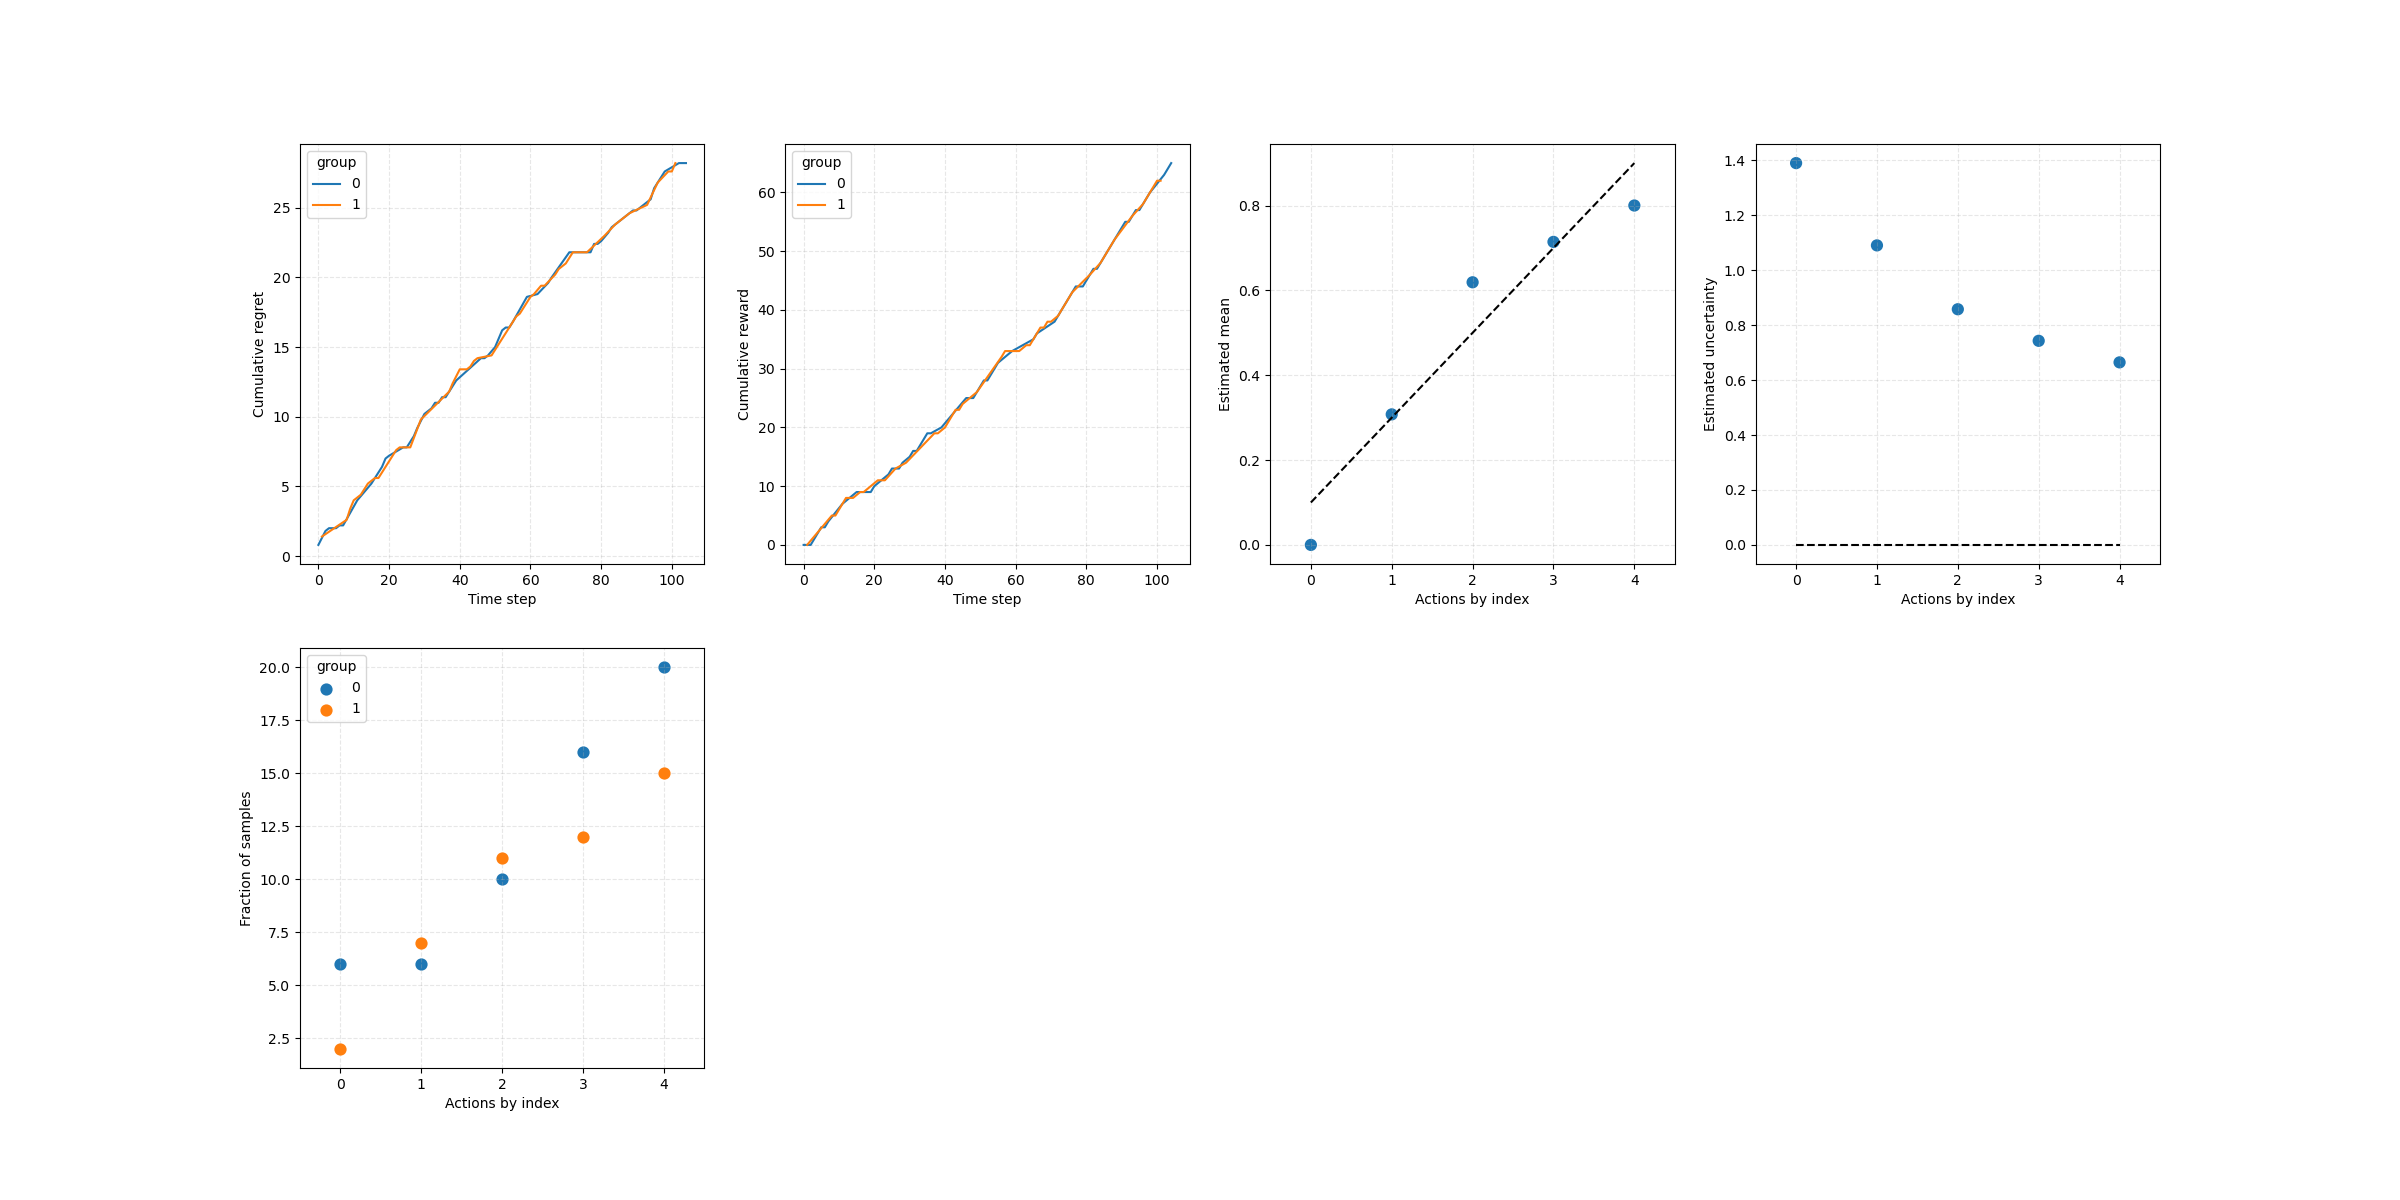 group
0
1
25
20
15
10
5
0
Cumulative regret
0 20 40 60 80 100
Time step
group
0
1
60
50
40
30
20
10
0
Cumulative reward
0 20 40 60 80 100
Time step
0.8
0.6
0.4
0.2
0.0
Estimated mean
0 1 2 3 4
Actions by index
1.4
1.2
1.0
0.8
0.6
0.4
0.2
0.0
Estimated uncertainty
0 1 2 3 4
Actions by index
group
0
1
20.0
17.5
15.0
12.5
10.0
7.5
5.0
2.5
Fraction of samples
0 1 2 3 4
Actions by index